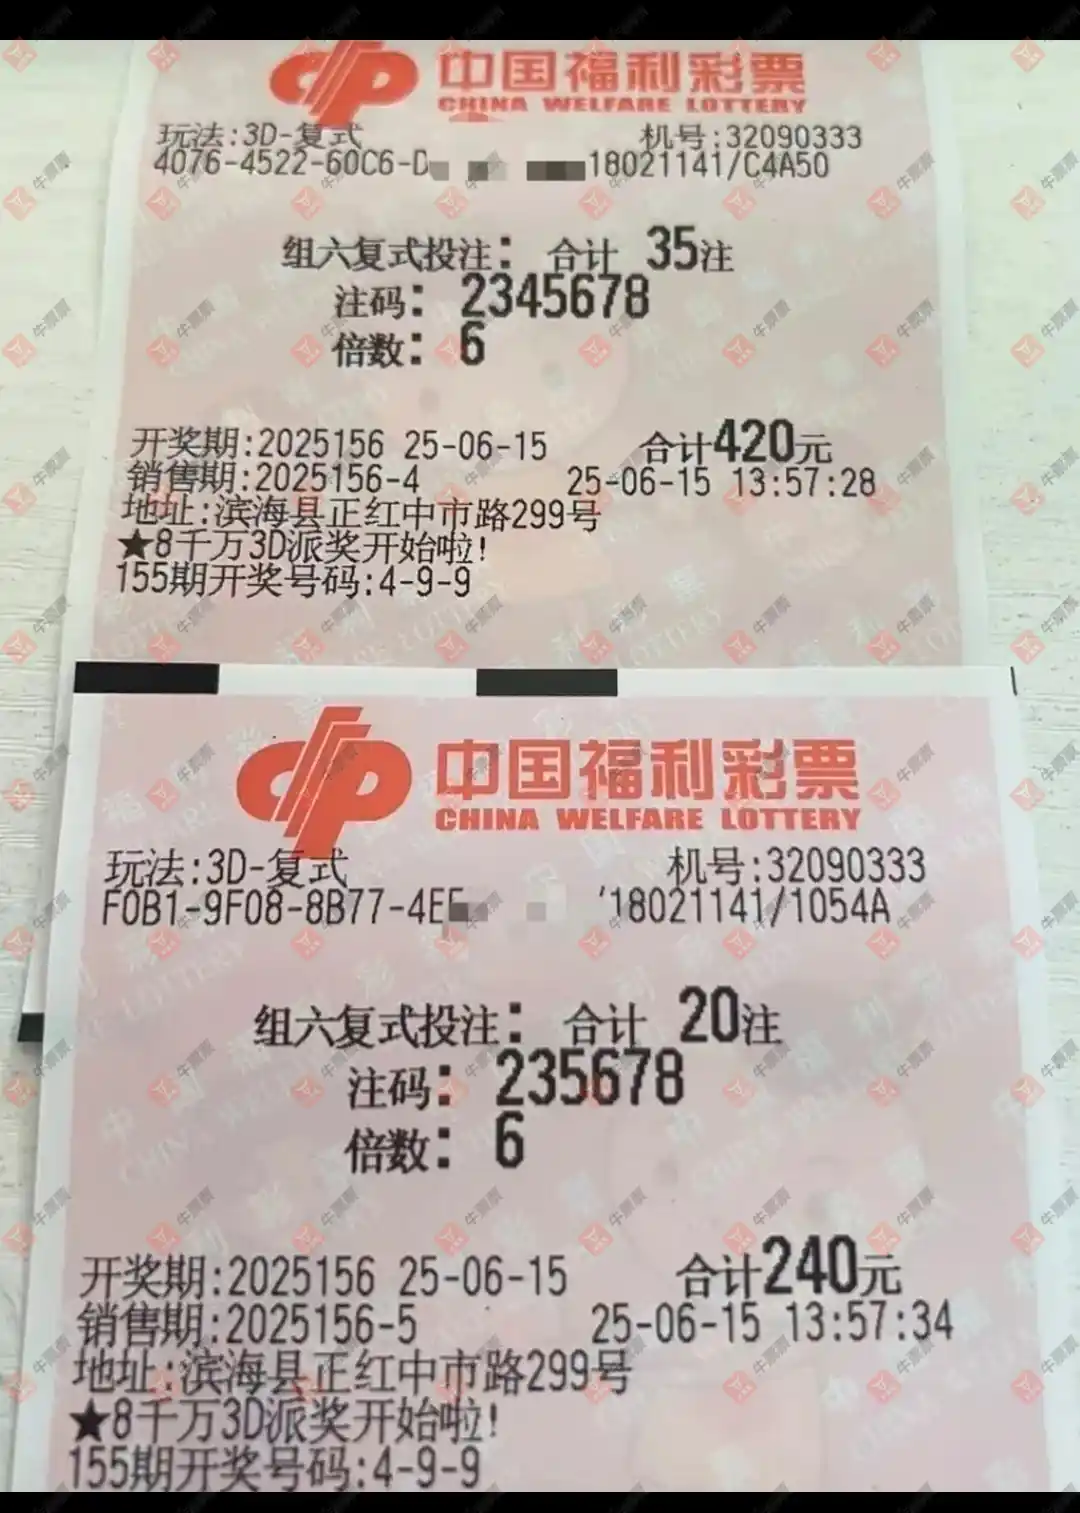 中国福利彩票
CHINA WELFARE LOTTERY
玩法:3D-复式 机号:32090333
4076-4522-60C6-D 18021141/C4A50
组六复式投注: 合计 35注
注码: 2345678
倍数: 6
开奖期:2025156 25-06-15 合计420元
销售期:2025156-4 25-06-15 13:57:28
地址:滨海县正红中市路299号
★8千万3D派奖开始啦!
155期开奖号码:4-9-9
中国福利彩票
CHINA WELFARE LOTTERY
玩法:3D-复式 机号:32090333
F0B1-9F08-8B77-4E 18021141/1054A
组六复式投注: 合计 20注
注码: 235678
倍数: 6
开奖期:2025156 25-06-15 合计240元
销售期:2025156-5 25-06-15 13:57:34
地址:滨海县正红中市路299号
★8千万3D派奖开始啦!
155期开奖号码:4-9-9